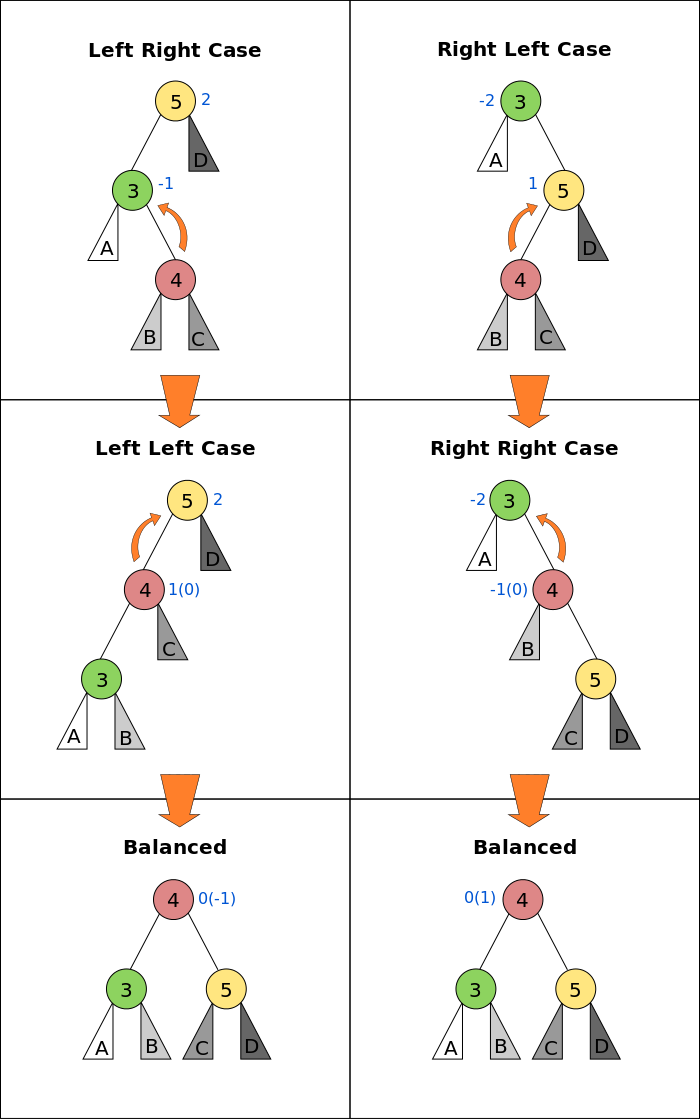 Left Right Case
5 2
D
3 -1
A
4
B C
Right Left Case
-2 3
A
1 5
D
4
B C
Left Left Case
5 2
D
4 1(0)
C
3
A B
Right Right Case
-2 3
A
-1(0) 4
B
5
C D
Balanced
4 0(-1)
3 5
A B C D
Balanced
0(1) 4
3 5
A B C D